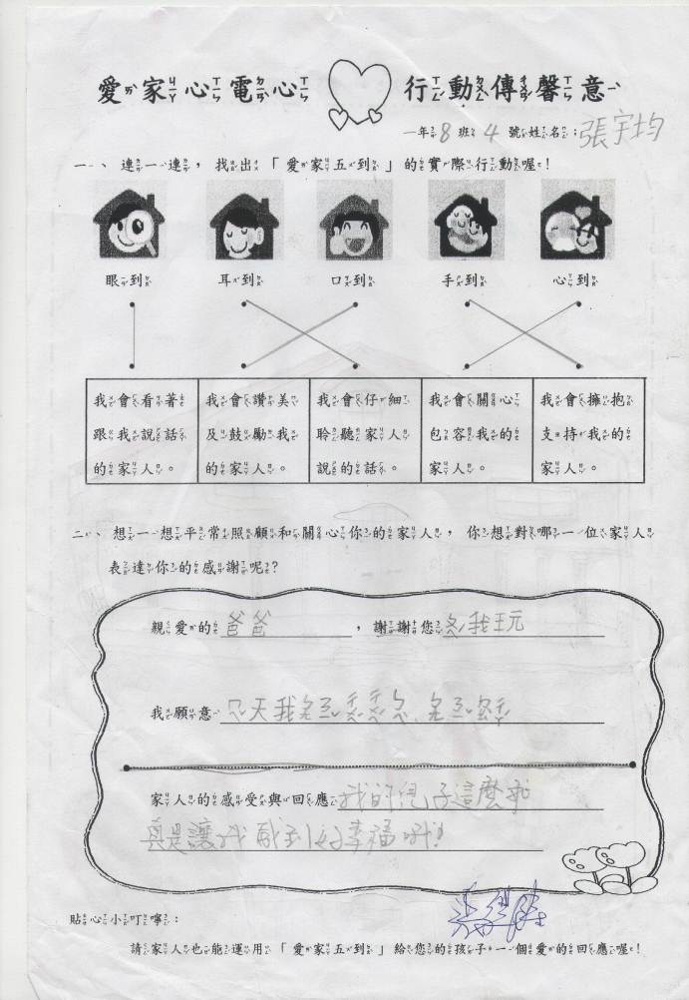 愛家心電心 行動傳馨意
一年8班4號姓名:張宇均
一、連一連，找出「愛家五到」的實際行動喔!
眼到 耳到 口到 手到 心到
我會看著跟我說話的家人。
我會讚美及鼓勵我的家人。
我會仔細聆聽家人說的話。
我會關心包容我的家人。
我會擁抱支持我的家人。
二、想一想平常照顧和關心你的家人，你想對哪一位家人
表達你的感謝呢?
親愛的爸爸，謝謝您 我玩
我願意 天我
家人的感受與回應 我的兒子這麼
真是讓我感到好幸福哦!
貼心小叮嚀:
請家人也能運用「愛家五到」給您的孩子一個愛的回應喔!